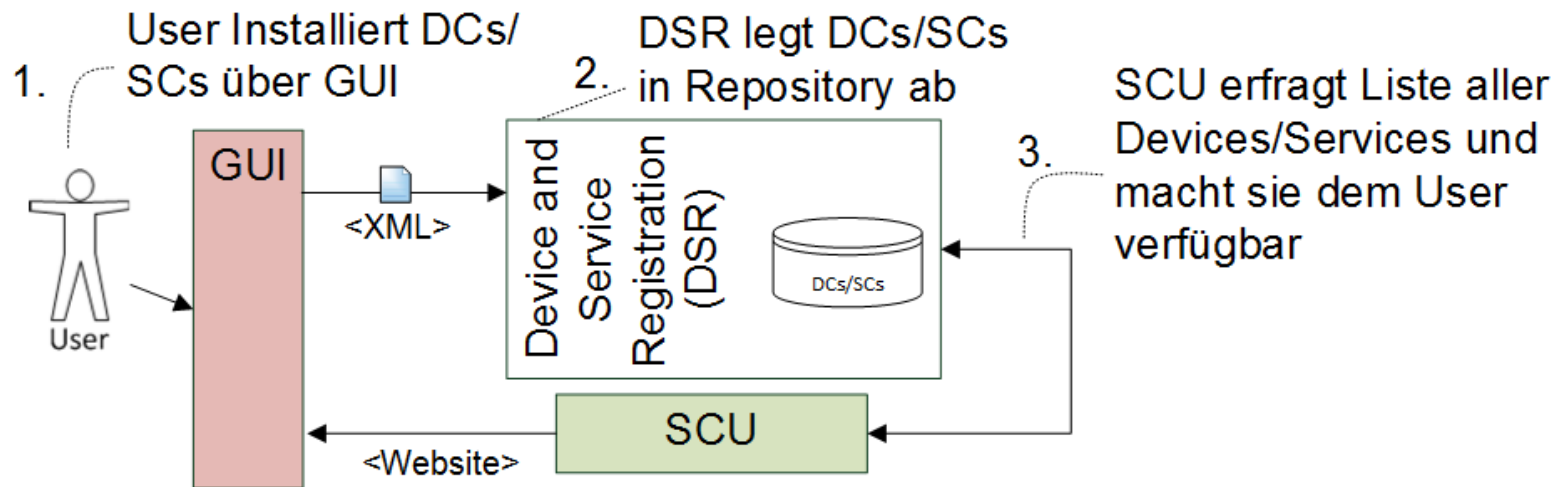 1.
User Installiert DCs/
SCs über GUI
2.
DSR legt DCs/SCs
in Repository ab
3.
SCU erfragt Liste aller
Devices/Services und
macht sie dem User
verfügbar
User
GUI
<XML>
Device and
Service
Registration
(DSR)
DCs/SCs
SCU
<Website>